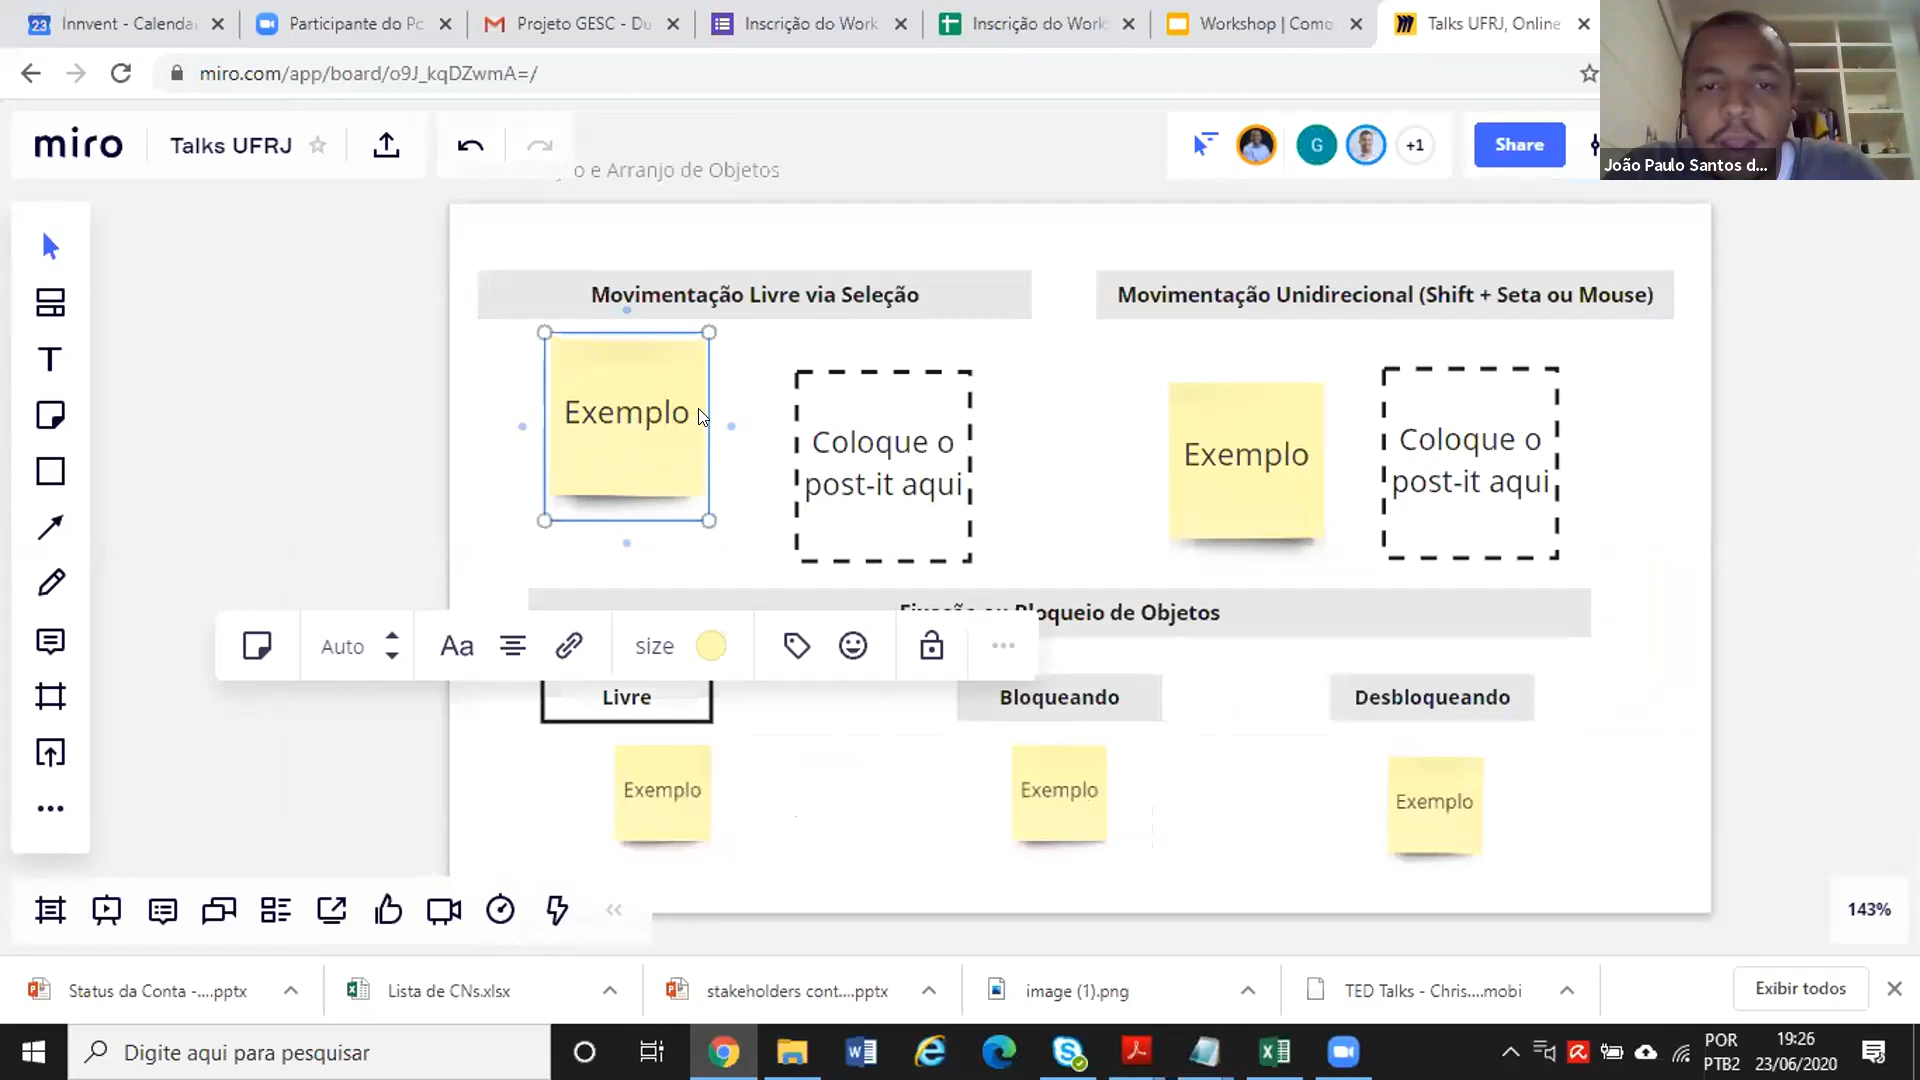 Innvent - Calenda
Participante do Po
Projeto GESC - Du
Inscrição do Work
Inscrição do Work
Workshop | Como
Talks UFRJ, Online
miro.com/app/board/o9J_kqDZwmA=/
miro
Talks UFRJ
G
+1
Share
João Paulo Santos d...
o e Arranjo de Objetos
Movimentação Livre via Seleção
Movimentação Unidirecional (Shift + Seta ou Mouse)
Exemplo
Coloque o
post-it aqui
Exemplo
Coloque o
post-it aqui
Fixação ou Bloqueio de Objetos
Auto
Aa
size
Livre
Bloqueando
Desbloqueando
Exemplo
Exemplo
Exemplo
143%
Status da Conta -....pptx
Lista de CNs.xlsx
stakeholders cont....pptx
image (1).png
TED Talks - Chris....mobi
Exibir todos
Digite aqui para pesquisar
POR
PTB2
19:26
23/06/2020